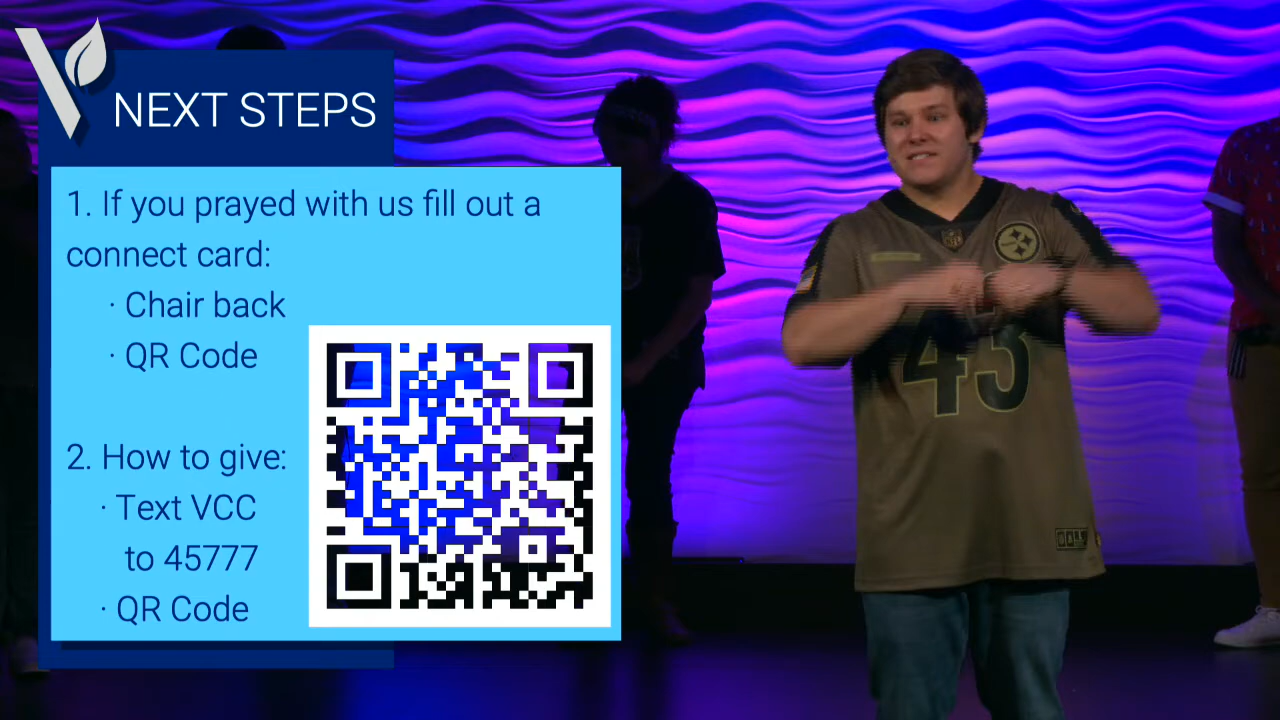 NEXT STEPS
1. If you prayed with us fill out a
connect card:
· Chair back
· QR Code
2. How to give:
· Text VCC
to 45777
· QR Code
NFL
43